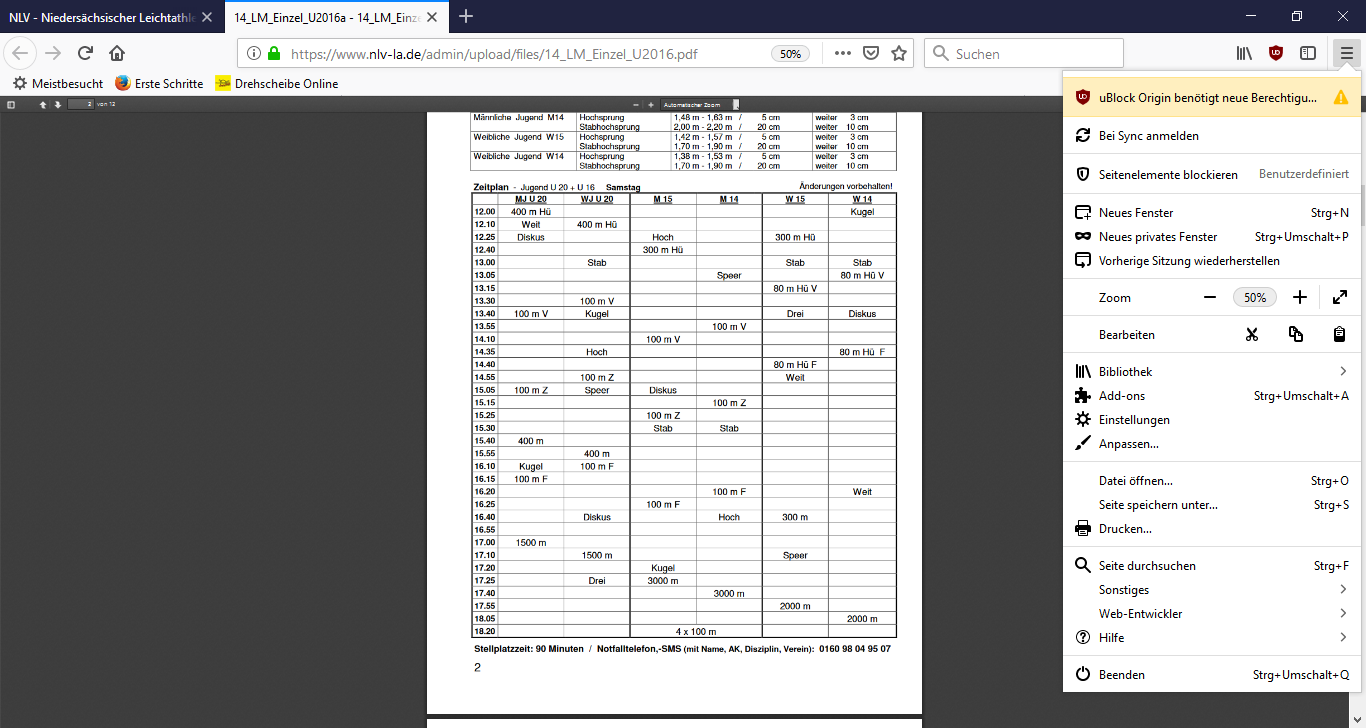 NLV - Niedersächsischer Leichtathle
14_LM_Einzel_U2016a - 14_LM_Einze
https://www.nlv-la.de/admin/upload/files/14_LM_Einzel_U2016.pdf 50% Suchen
Meistbesucht Erste Schritte Drehscheibe Online
2 von 12 Automatischer Zoom
Männliche Jugend M14 Hochsprung 1,48 m - 1,63 m / 5 cm weiter 3 cm
Stabhochsprung 2,00 m - 2,20 m / 20 cm weiter 10 cm
Weibliche Jugend W15 Hochsprung 1,42 m - 1,57 m / 5 cm weiter 3 cm
Stabhochsprung 1,70 m - 1,90 m / 20 cm weiter 10 cm
Weibliche Jugend W14 Hochsprung 1,38 m - 1,53 m / 5 cm weiter 3 cm
Stabhochsprung 1,70 m - 1,90 m / 20 cm weiter 10 cm
Zeitplan - Jugend U 20 + U 16 Samstag Änderungen vorbehalten!
MJ U 20 WJ U 20 M 15 M 14 W 15 W 14
12.00 400 m Hü Kugel
12.10 Weit 400 m Hü
12.25 Diskus Hoch 300 m Hü
12.40 300 m Hü
13.00 Stab Stab Stab
13.05 Speer 80 m Hü V
13.15 80 m Hü V
13.30 100 m V
13.40 100 m V Kugel Drei Diskus
13.55 100 m V
14.10 100 m V
14.35 Hoch 80 m Hü F
14.40 80 m Hü F
14.55 100 m Z Weit
15.05 100 m Z Speer Diskus
15.15 100 m Z
15.25 100 m Z
15.30 Stab Stab
15.40 400 m
15.55 400 m
16.10 Kugel 100 m F
16.15 100 m F
16.20 100 m F Weit
16.25 100 m F
16.40 Diskus Hoch 300 m
16.55
17.00 1500 m
17.10 1500 m Speer
17.20 Kugel
17.25 Drei 3000 m
17.40 3000 m
17.55 2000 m
18.05 2000 m
18.20 4 x 100 m
Stellplatzzeit: 90 Minuten / Notfalltelefon,-SMS (mit Name, AK, Disziplin, Verein): 0160 98 04 95 07
2
uBlock Origin benötigt neue Berechtigu...
Bei Sync anmelden
Seitenelemente blockieren Benutzerdefiniert
Neues Fenster Strg+N
Neues privates Fenster Strg+Umschalt+P
Vorherige Sitzung wiederherstellen
Zoom 50%
Bearbeiten
Bibliothek
Add-ons Strg+Umschalt+A
Einstellungen
Anpassen...
Datei öffnen... Strg+O
Seite speichern unter... Strg+S
Drucken...
Seite durchsuchen Strg+F
Sonstiges
Web-Entwickler
Hilfe
Beenden Strg+Umschalt+Q